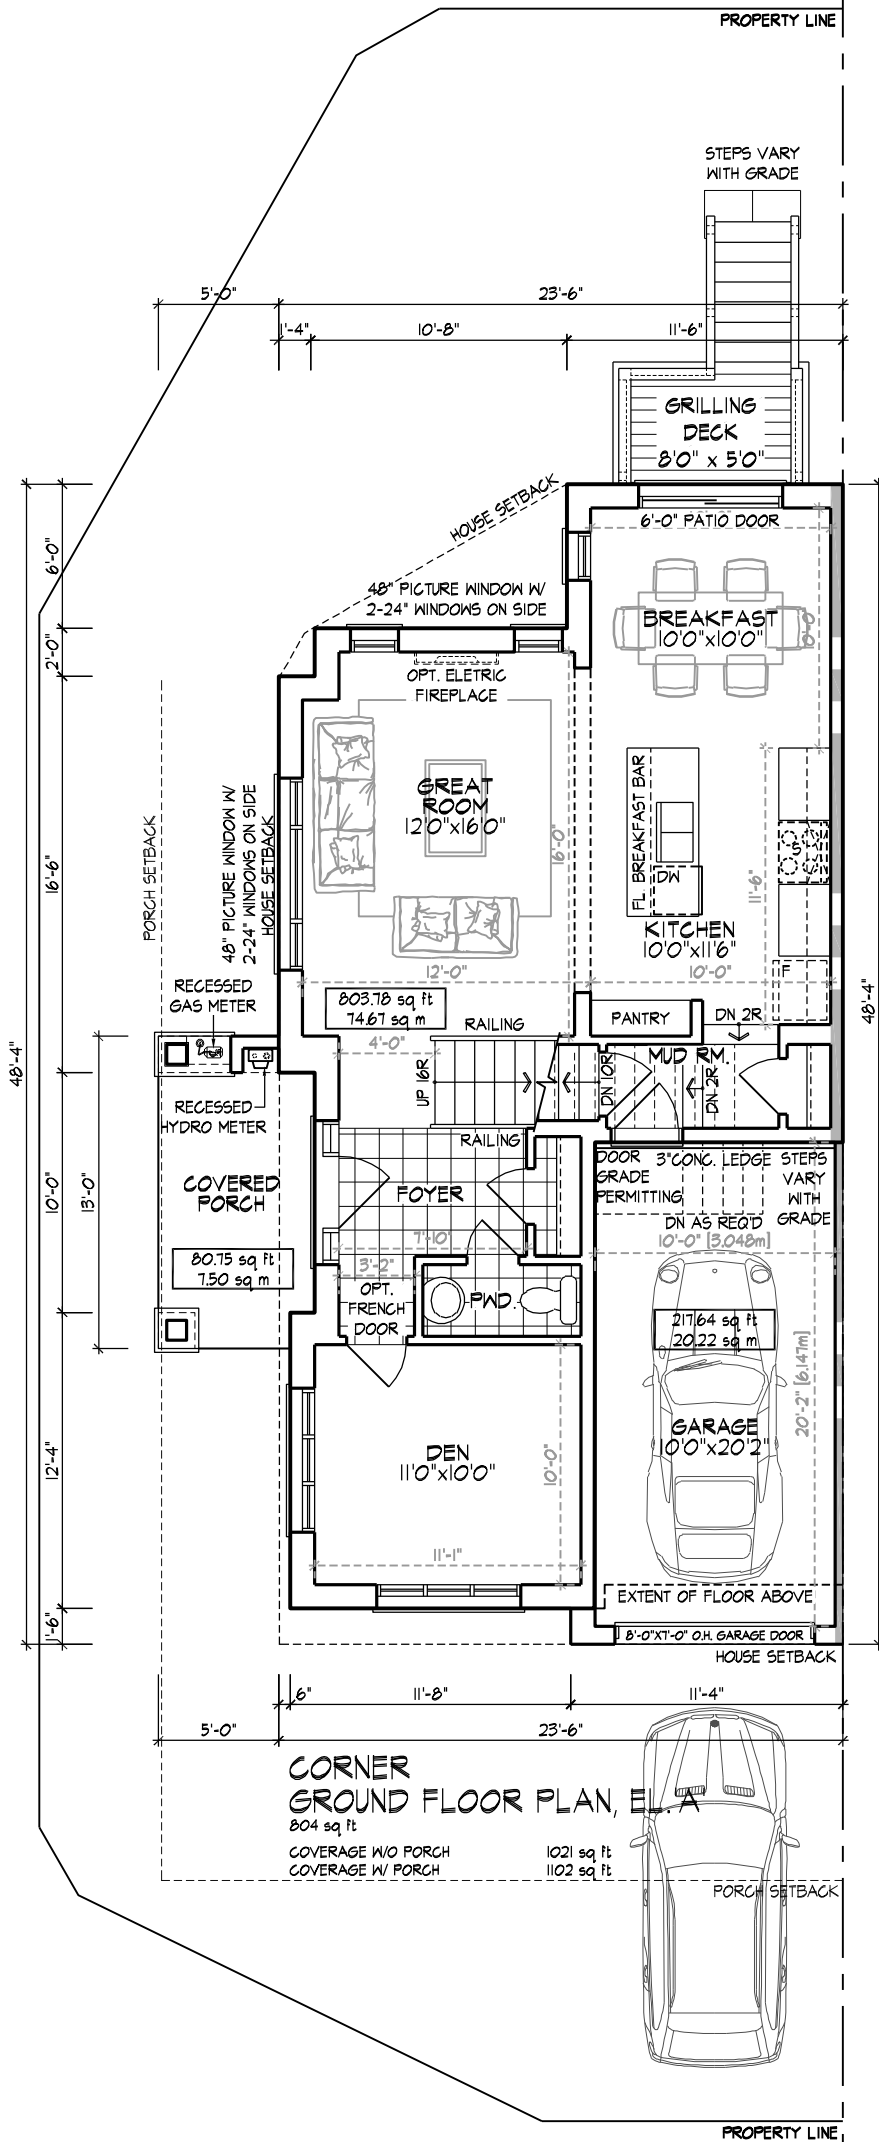 PROPERTY LINE
STEPS VARY
WITH GRADE
5'-0"
23'-6"
1'-4"
10'-8"
11'-6"
GRILLING
DECK
8'0" x 5'0"
HOUSE SETBACK
6'-0" PATIO DOOR
6'-0"
48" PICTURE WINDOW W/
2-24" WINDOWS ON SIDE
BREAKFAST
10'0"x10'0"
10'-0"
2'-0"
OPT. ELETRIC
FIREPLACE
GREAT
ROOM
12'0"x16'0"
16'-0"
FL. BREAKFAST BAR
DW
S
11'-6"
PORCH SETBACK
48" PICTURE WINDOW W/
2-24" WINDOWS ON SIDE
HOUSE SETBACK
16'-6"
KITCHEN
10'0"x11'6"
12'-0"
10'-0"
F
RECESSED
GAS METER
803.78 sq ft
74.67 sq m
RAILING
PANTRY
DN 2R
48'-4"
48'-4"
4'-0"
UP 16R
DN 10R
MUD RM.
DN 2R
RECESSED
HYDRO METER
RAILING
DOOR
GRADE
PERMITTING
3"CONC. LEDGE
STEPS
VARY
WITH
GRADE
COVERED
PORCH
FOYER
10'-0"
13'-0"
DN AS REQ'D
7'-10"
10'-0" [3.048m]
80.75 sq ft
7.50 sq m
3'-2"
OPT.
FRENCH
DOOR
PWD.
217.64 sq ft
20.22 sq m
20'-2" [6.147m]
GARAGE
10'0"x20'2"
DEN
11'0"x10'0"
10'-0"
12'-4"
11'-1"
EXTENT OF FLOOR ABOVE
1'-6"
8'-0"X7'-0" O.H. GARAGE DOOR
HOUSE SETBACK
6"
11'-8"
11'-4"
5'-0"
23'-6"
CORNER
GROUND FLOOR PLAN, EL. 'A'
804 sq ft
COVERAGE W/O PORCH 1021 sq ft
COVERAGE W/ PORCH 1102 sq ft
PORCH SETBACK
PROPERTY LINE